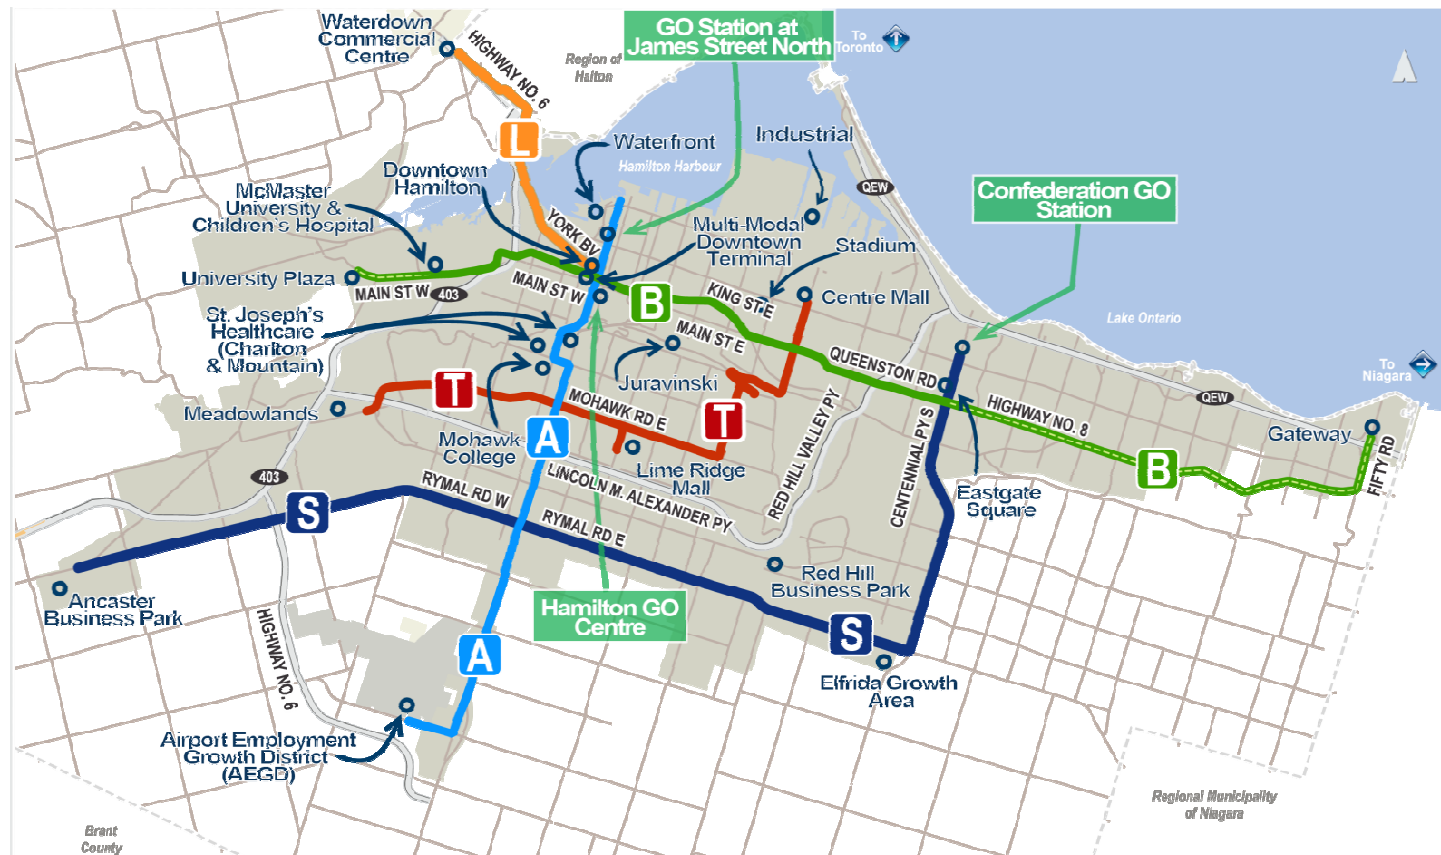 Waterdown
Commercial
Centre
HIGHWAY NO. 6
Region of
Halton
GO Station at
James Street North
To
Toronto
L
Waterfront
Industrial
Hamilton Harbour
Downtown
Hamilton
McMaster
University &
Children's Hospital
QEW
Confederation GO
Station
YORK BV
Multi-Modal
Downtown
Terminal
Stadium
University Plaza
MAIN ST W
403
MAIN ST W
B
KING ST E
Centre Mall
St. Joseph's
Healthcare
(Charlton
& Mountain)
MAIN ST E
Lake Ontario
QUEENSTON RD
To
Niagara
Juravinski
T
Meadowlands
MOHAWK RD E
T
RED HILL VALLEY PY
CENTENNIAL PY S
HIGHWAY NO. 8
QEW
Gateway
FIFTY RD
Mohawk
College
A
Lime Ridge
Mall
B
403
RYMAL RD W
LINCOLN M. ALEXANDER PY
Eastgate
Square
S
RYMAL RD E
Red Hill
Business Park
Ancaster
Business Park
Hamilton GO
Centre
HIGHWAY NO. 6
A
S
Elfrida Growth
Area
Airport Employment
Growth District
(AEGD)
Regional Municipality
of Niagara
Brant
County